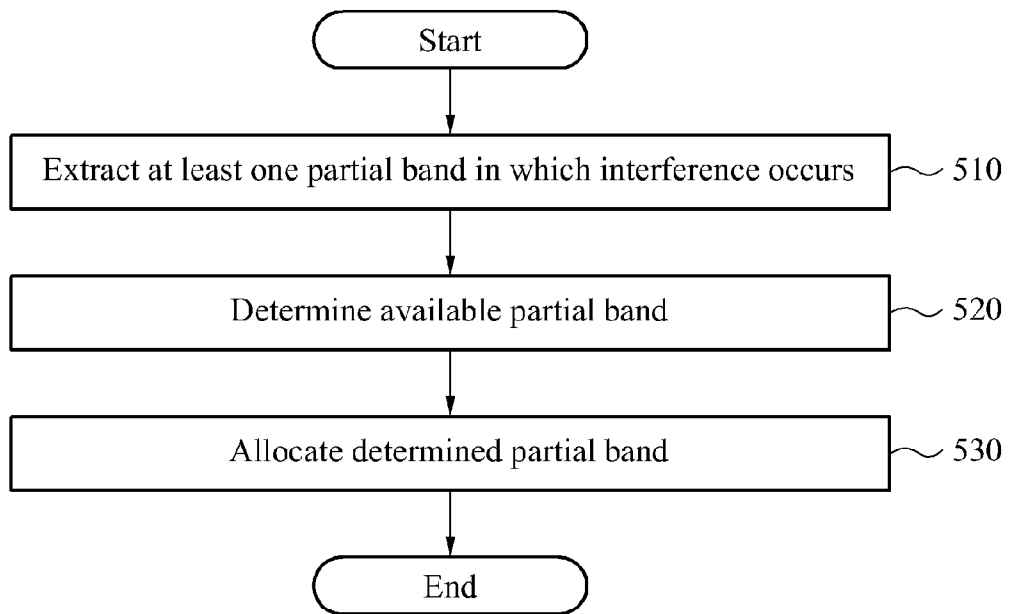 Start
Extract at least one partial band in which interference occurs
510
Determine available partial band
520
Allocate determined partial band
530
End